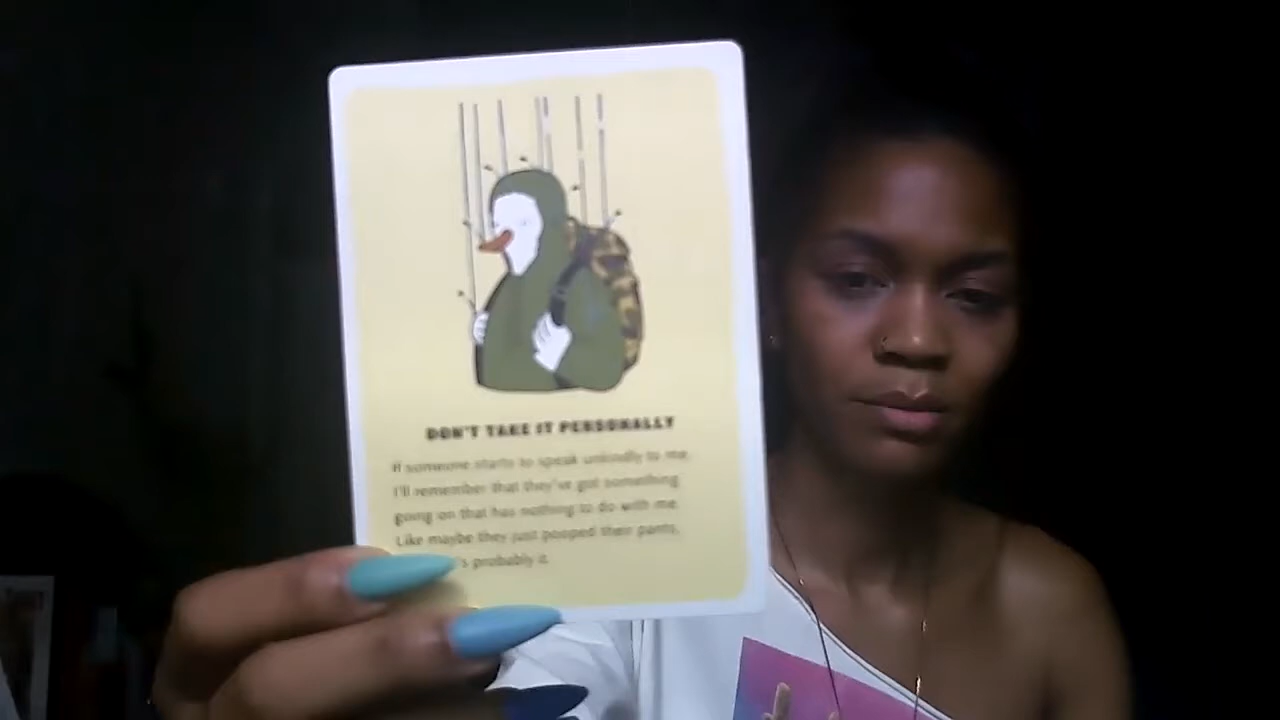 DON'T TAKE IT PERSONALLY
If someone starts to speak unkindly to me,
I'll remember that they've got something
going on that has nothing to do with me.
Like maybe they just pooped their pants,
's probably it.